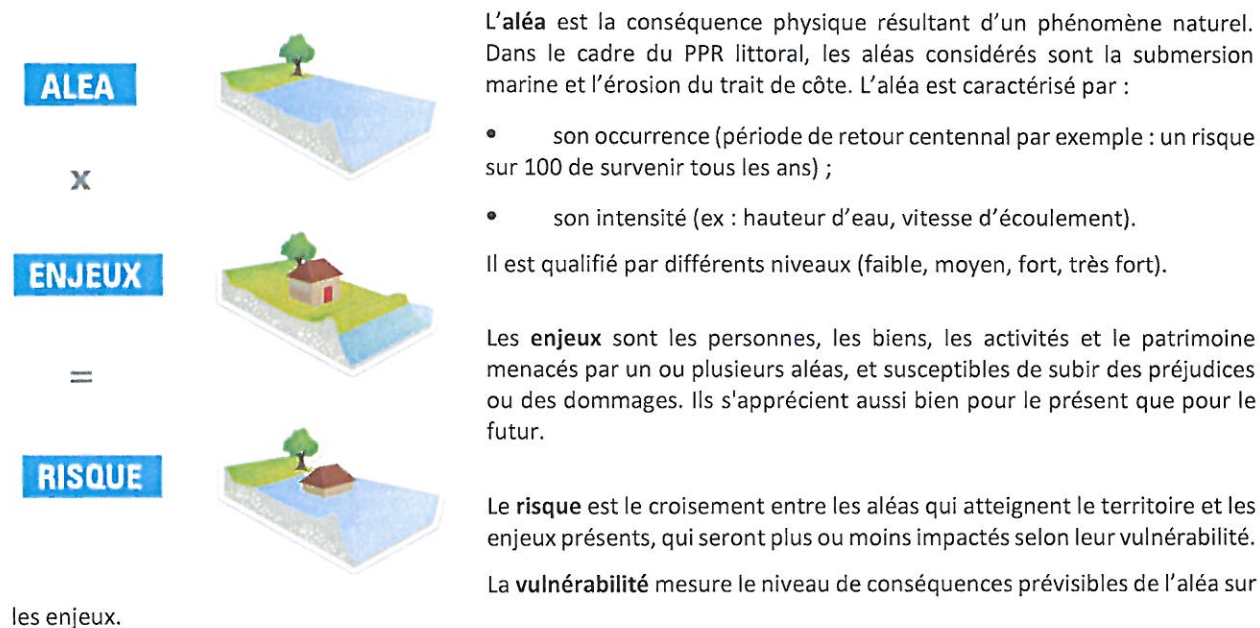 ALEA
x
ENJEUX
=
RISQUE
L'aléa est la conséquence physique résultant d'un phénomène naturel.
Dans le cadre du PPR littoral, les aléas considérés sont la submersion
marine et l'érosion du trait de côte. L'aléa est caractérisé par :
• son occurrence (période de retour centennal par exemple : un risque
sur 100 de survenir tous les ans) ;
• son intensité (ex : hauteur d'eau, vitesse d'écoulement).
Il est qualifié par différents niveaux (faible, moyen, fort, très fort).
Les enjeux sont les personnes, les biens, les activités et le patrimoine
menacés par un ou plusieurs aléas, et susceptibles de subir des préjudices
ou des dommages. Ils s'apprécient aussi bien pour le présent que pour le
futur.
Le risque est le croisement entre les aléas qui atteignent le territoire et les
enjeux présents, qui seront plus ou moins impactés selon leur vulnérabilité.
La vulnérabilité mesure le niveau de conséquences prévisibles de l'aléa sur
les enjeux.